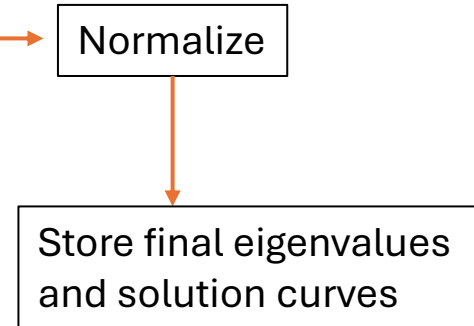 Normalize
Store final eigenvalues
and solution curves